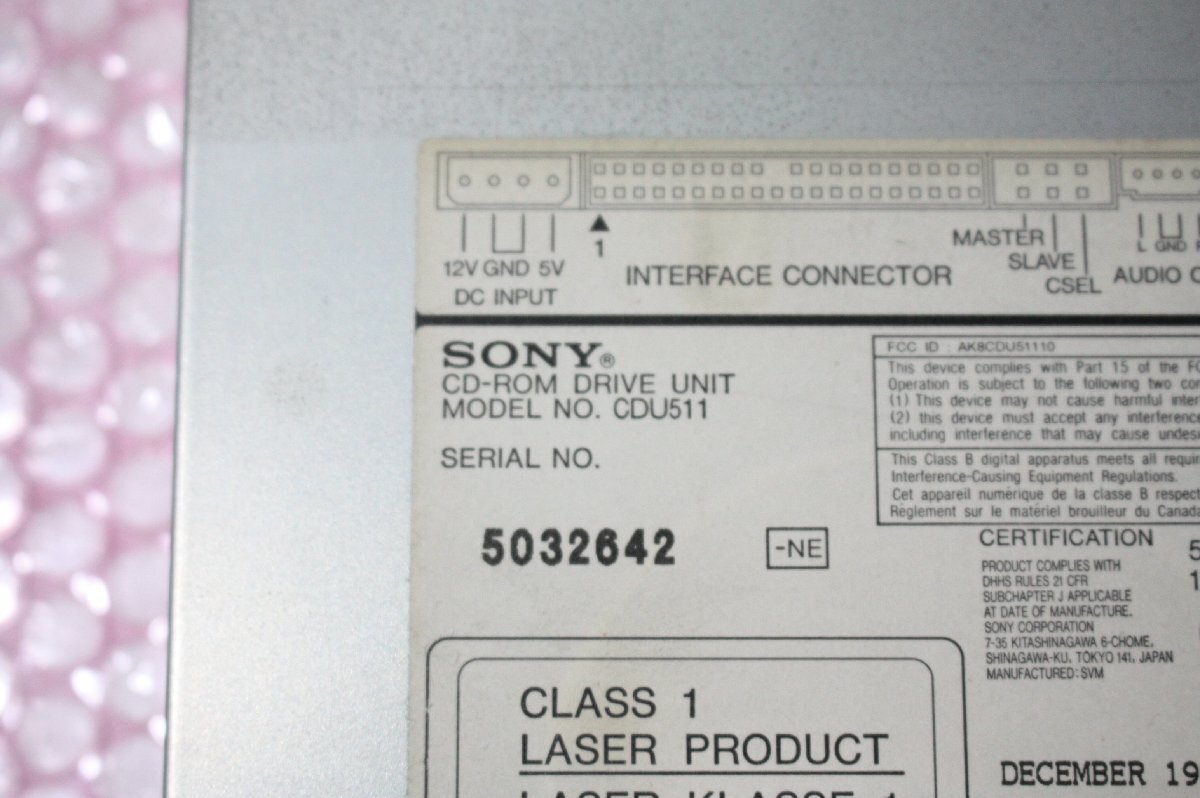 1
12V GND 5V
DC INPUT
INTERFACE CONNECTOR
MASTER
SLAVE
CSEL
L GND
AUDIO
SONY®
CD-ROM DRIVE UNIT
MODEL NO. CDU511
SERIAL NO.
5032642
-NE
FCC ID : AK8CDU51110
This device complies with Part 15 of the
Operation is subject to the following two
(1) This device may not cause harmful
(2) this device must accept any
including interference that may cause
This Class B digital apparatus meets all
Interference-Causing Equipment Regulations.
Cet appareil numérique de la classe B
Règlement sur le matériel brouilleur du Canada
CERTIFICATION
PRODUCT COMPLIES WITH
DHHS RULES 21 CFR
SUBCHAPTER J APPLICABLE
AT DATE OF MANUFACTURE.
SONY CORPORATION
7-35 KITASHINAGAWA 6-CHOME,
SHINAGAWA-KU, TOKYO 141, JAPAN
MANUFACTURED: SVM
CLASS 1
LASER PRODUCT
LASER KLASSE 1
DECEMBER 19